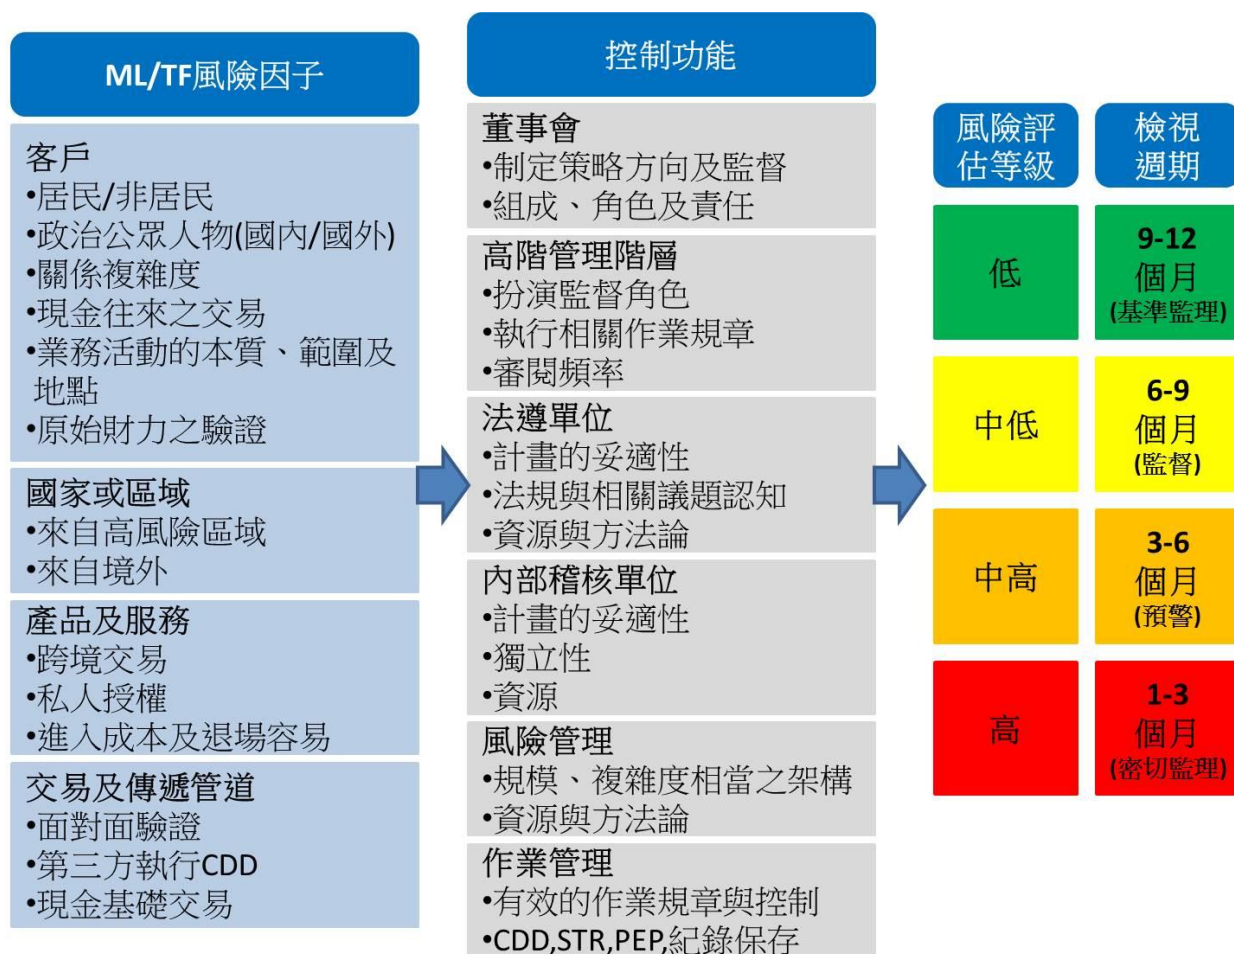 ML/TF風險因子
客戶
•居民/非居民
•政治公眾人物(國內/國外)
•關係複雜度
•現金往來之交易
•業務活動的本質、範圍及
地點
•原始財力之驗證
國家或區域
•來自高風險區域
•來自境外
產品及服務
•跨境交易
•私人授權
•進入成本及退場容易
交易及傳遞管道
•面對面驗證
•第三方執行CDD
•現金基礎交易
控制功能
董事會
•制定策略方向及監督
•組成、角色及責任
高階管理階層
•扮演監督角色
•執行相關作業規章
•審閱頻率
法遵單位
•計畫的妥適性
•法規與相關議題認知
•資源與方法論
內部稽核單位
•計畫的妥適性
•獨立性
•資源
風險管理
•規模、複雜度相當之架構
•資源與方法論
作業管理
•有效的作業規章與控制
•CDD,STR,PEP,紀錄保存
風險評
估等級
檢視
週期
低
9-12
個月
(基準監理)
中低
6-9
個月
(監督)
中高
3-6
個月
(預警)
高
1-3
個月
(密切監理)